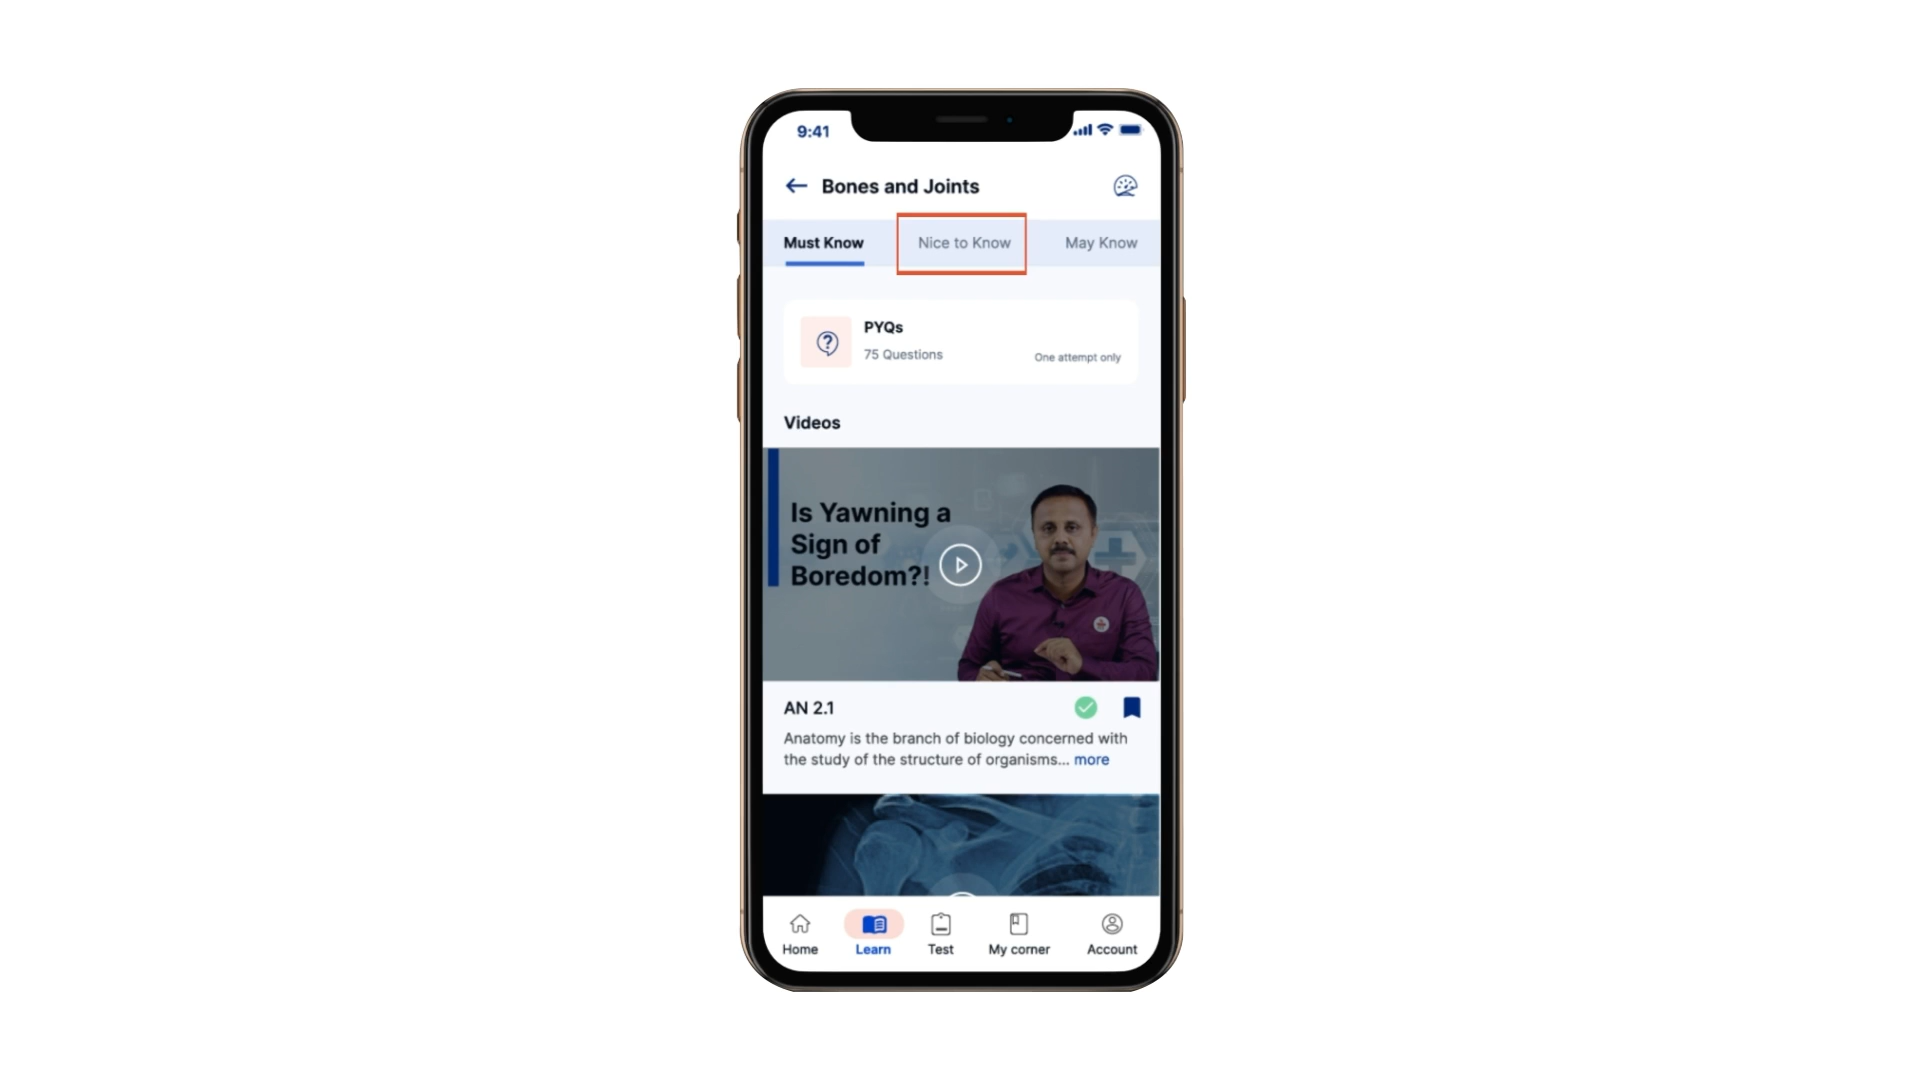 9:41
Bones and Joints
Must Know
Nice to Know
May Know
PYQs
75 Questions
One attempt only
Videos
Is Yawning a
Sign of
Boredom?!
AN 2.1
Anatomy is the branch of biology concerned with
the study of the structure of organisms... more
Home
Learn
Test
My corner
Account